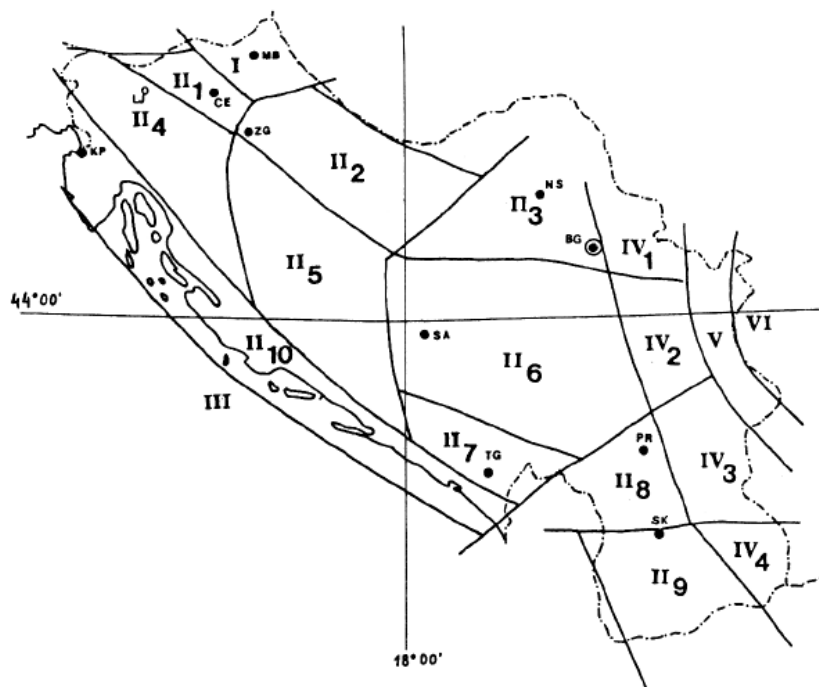 I
MB
II1
CE
LJ
II4
ZG
KP
II2
NS
II3
BG
IV1
II5
44°00'
SA
II6
IV2
V
VI
II10
III
II7
TG
PR
II8
IV3
SK
II9
IV4
18°00'